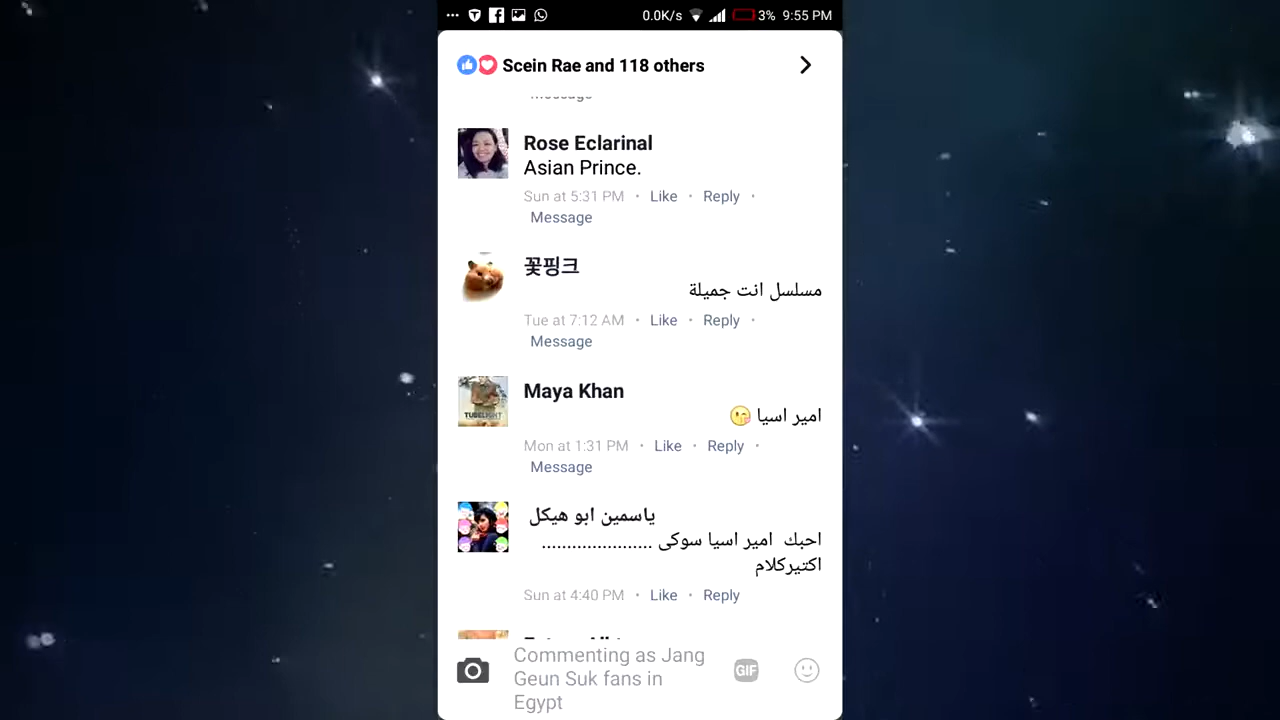 0.0K/s 3% 9:55 PM
Scein Rae and 118 others
Message
Rose Eclarinal
Asian Prince.
Sun at 5:31 PM • Like • Reply •
Message
꽃핑크
مسلسل انت جميلة
Tue at 7:12 AM • Like • Reply •
Message
Maya Khan
امير اسيا 😘
Mon at 1:31 PM • Like • Reply •
Message
ياسمين ابو هيكل
احبك امير اسيا سوكى ......................
اكتيركلام
Sun at 4:40 PM • Like • Reply
Commenting as Jang
GIF
Geun Suk fans in
Egypt